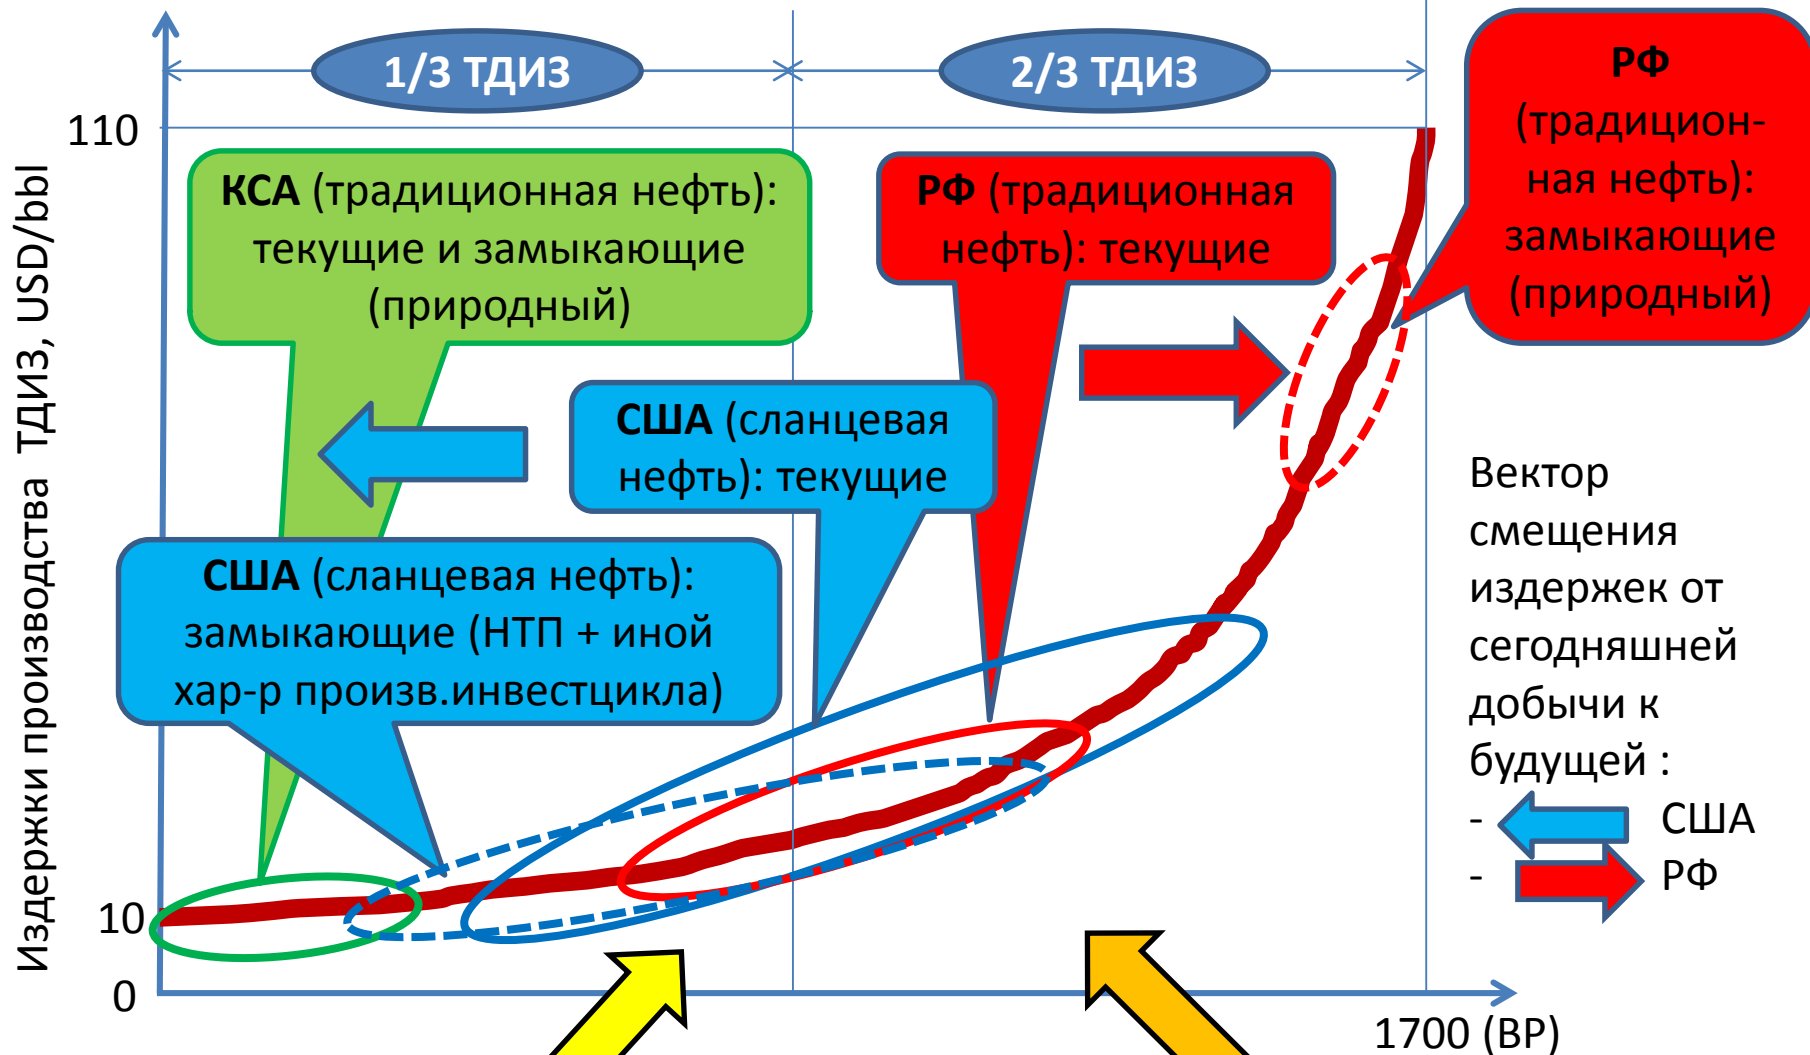 1/3 ТДИЗ
2/3 ТДИЗ
РФ
(традицион-
ная нефть):
замыкающие
(природный)
110
КСА (традиционная нефть):
текущие и замыкающие
(природный)
РФ (традиционная
нефть): текущие
США (сланцевая
нефть): текущие
США (сланцевая нефть):
замыкающие (НТП + иной
хар-р произв.инвестцикла)
Издержки производства ТДИЗ, USD/bbl
Вектор
смещения
издержек от
сегодняшней
добычи к
будущей :
- США
- РФ
10
0
1700 (BP)